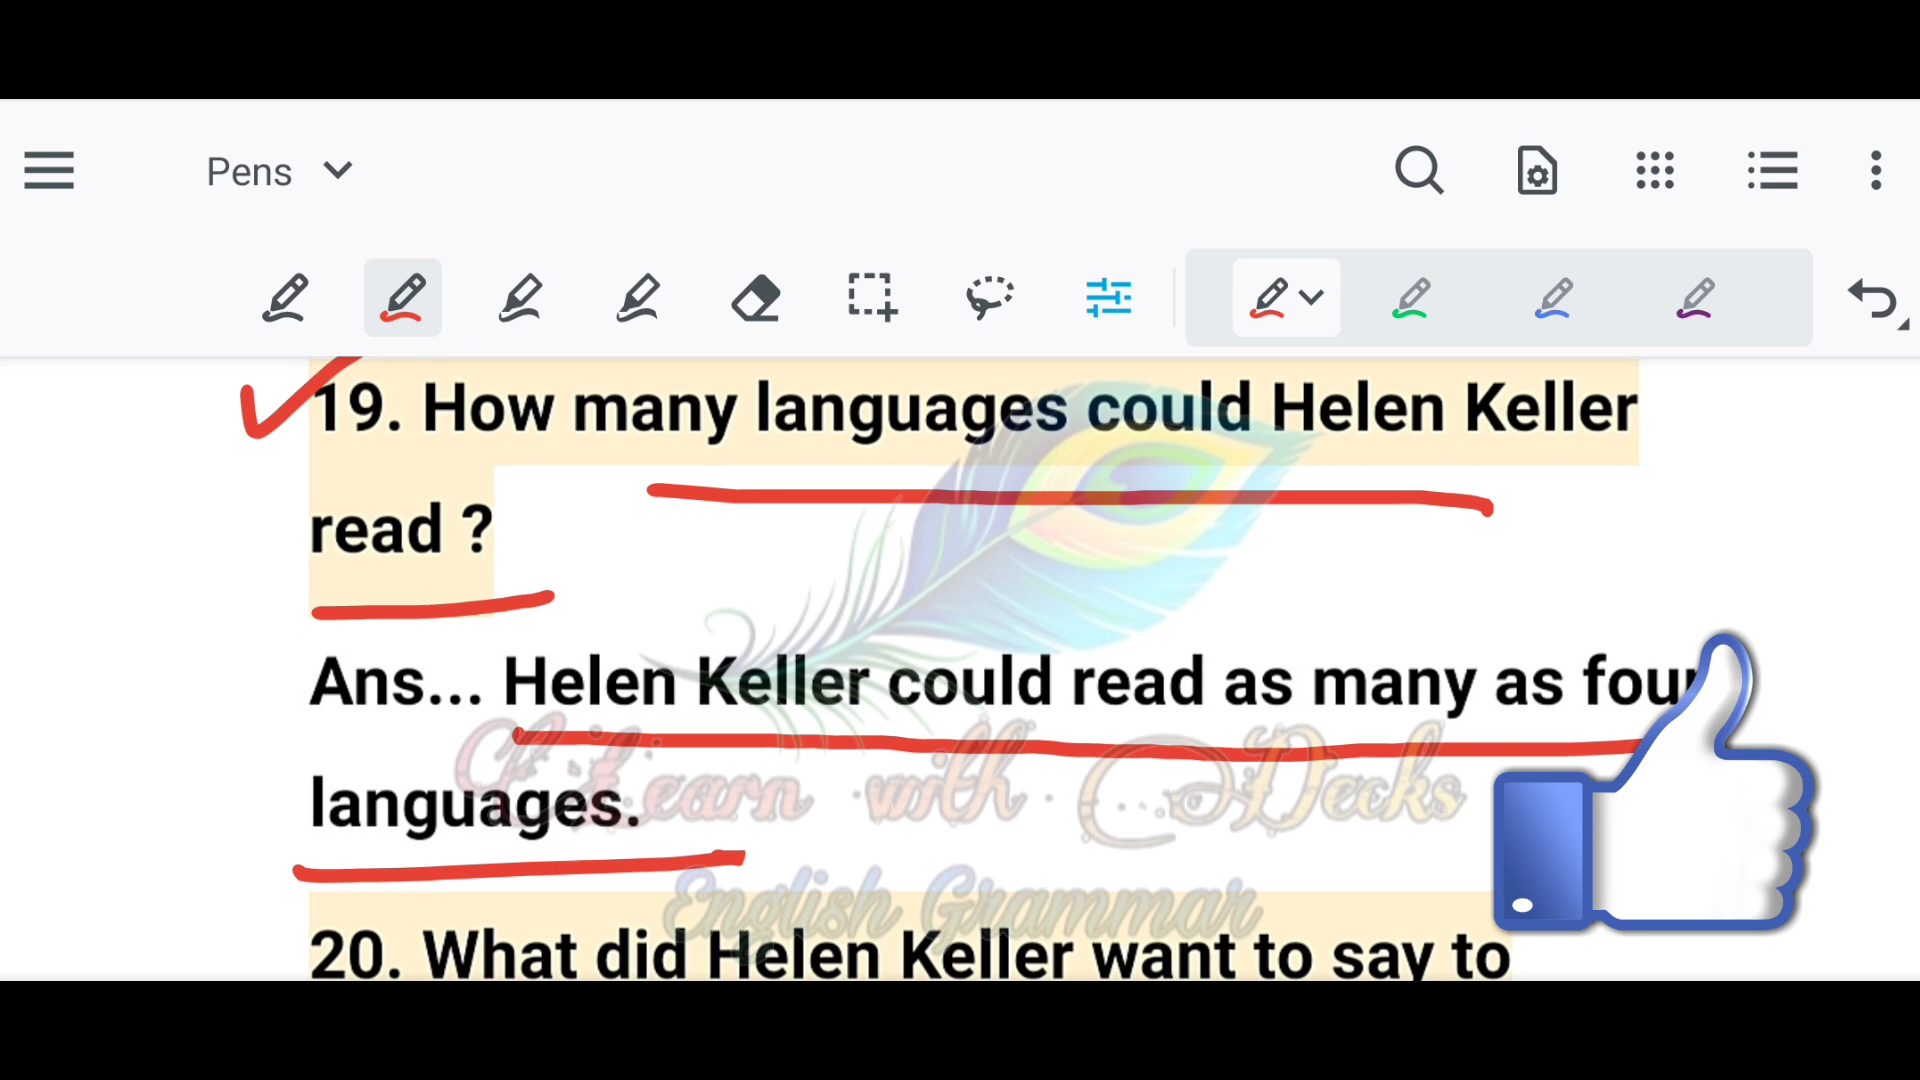 Pens
19. How many languages could Helen Keller
read ?
Ans... Helen Keller could read as many as four
languages.
Learn with Decks
English Grammar
20. What did Helen Keller want to say to